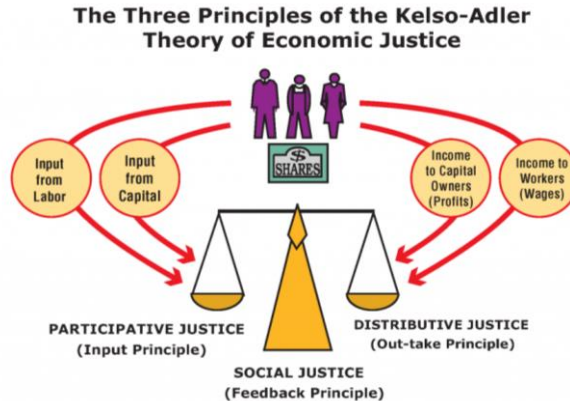 The Three Principles of the Kelso-Adler
Theory of Economic Justice
Input
from
Labor
Input
from
Capital
$
SHARES
Income
to Capital
Owners
(Profits)
Income to
Workers
(Wages)
PARTICIPATIVE JUSTICE
(Input Principle)
DISTRIBUTIVE JUSTICE
(Out-take Principle)
SOCIAL JUSTICE
(Feedback Principle)